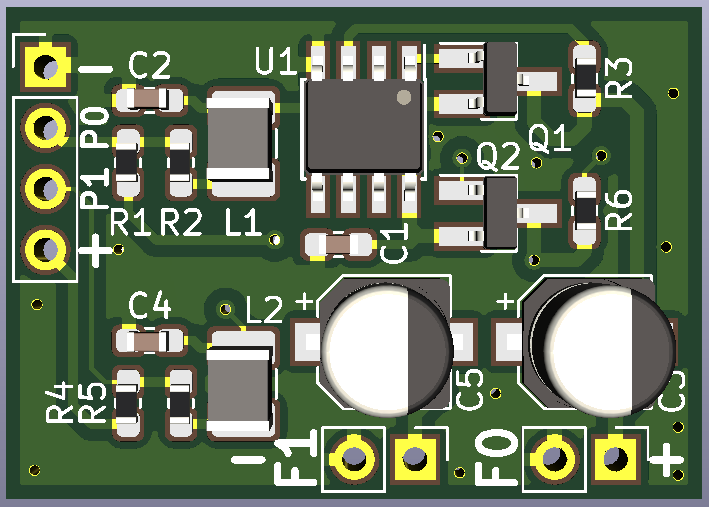 -
C2
U1
R3
P0
Q1
Q2
P1
R1 R2 L1
R6
+
C1
C4
L2
+
+
R4
R5
C5
C3
F1
-
F0
+